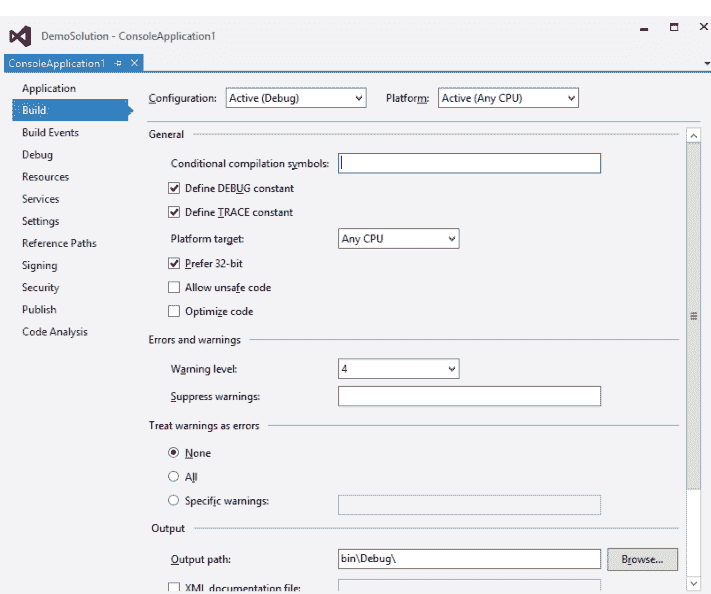 DemoSolution - ConsoleApplication1
ConsoleApplication1
Application
Build
Build Events
Debug
Resources
Services
Settings
Reference Paths
Signing
Security
Publish
Code Analysis
Configuration: Active (Debug) Platform: Active (Any CPU)
General
Conditional compilation symbols:
Define DEBUG constant
Define TRACE constant
Platform target: Any CPU
Prefer 32-bit
Allow unsafe code
Optimize code
Errors and warnings
Warning level: 4
Suppress warnings:
Treat warnings as errors
None
All
Specific warnings:
Output
Output path: bin\Debug\ Browse...
XML documentation file: